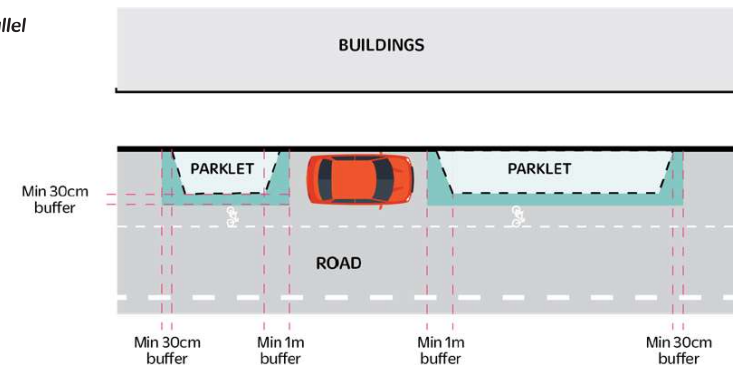 BUILDINGS
PARKLET
PARKLET
Min 30cm
buffer
ROAD
Min 30cm
buffer
Min 1m
buffer
Min 1m
buffer
Min 30cm
buffer